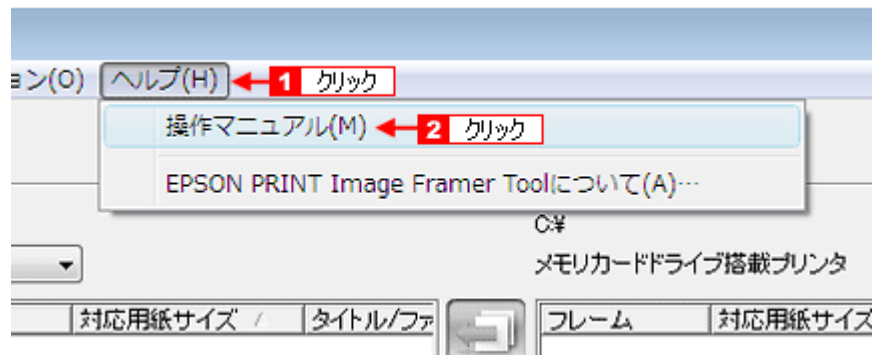 ョン(O) ヘルプ(H) 1 クリック
操作マニュアル(M) 2 クリック
EPSON PRINT Image Framer Toolについて(A)…
C:¥
メモリカードドライブ搭載プリンタ
対応用紙サイズ タイトル/ファ フレーム 対応用紙サイズ